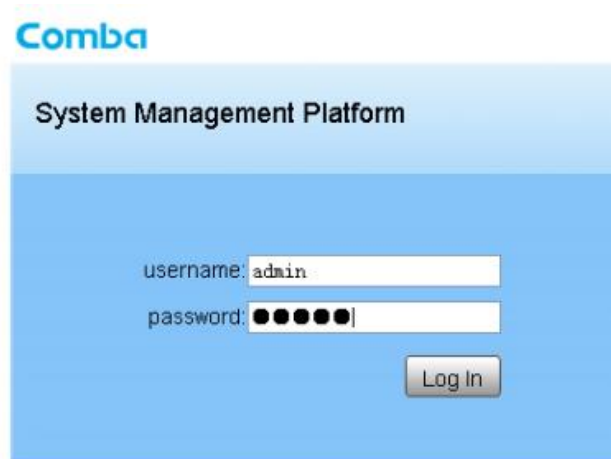 Comba
System Management Platform
username: admin
password: ●●●●●
Log In